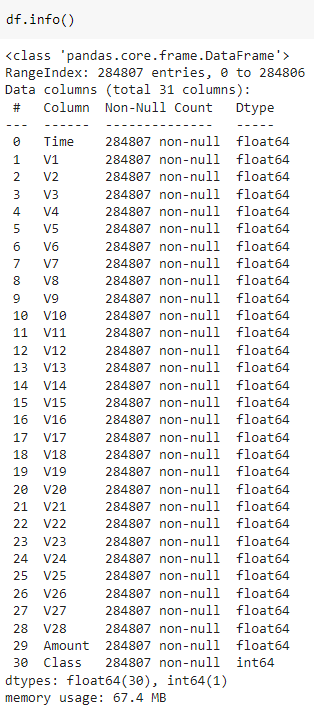 df.info()
<class 'pandas.core.frame.DataFrame'>
RangeIndex: 284807 entries, 0 to 284806
Data columns (total 31 columns):
 #   Column  Non-Null Count   Dtype
---  ------  --------------   -----
 0   Time    284807 non-null  float64
 1   V1      284807 non-null  float64
 2   V2      284807 non-null  float64
 3   V3      284807 non-null  float64
 4   V4      284807 non-null  float64
 5   V5      284807 non-null  float64
 6   V6      284807 non-null  float64
 7   V7      284807 non-null  float64
 8   V8      284807 non-null  float64
 9   V9      284807 non-null  float64
 10  V10     284807 non-null  float64
 11  V11     284807 non-null  float64
 12  V12     284807 non-null  float64
 13  V13     284807 non-null  float64
 14  V14     284807 non-null  float64
 15  V15     284807 non-null  float64
 16  V16     284807 non-null  float64
 17  V17     284807 non-null  float64
 18  V18     284807 non-null  float64
 19  V19     284807 non-null  float64
 20  V20     284807 non-null  float64
 21  V21     284807 non-null  float64
 22  V22     284807 non-null  float64
 23  V23     284807 non-null  float64
 24  V24     284807 non-null  float64
 25  V25     284807 non-null  float64
 26  V26     284807 non-null  float64
 27  V27     284807 non-null  float64
 28  V28     284807 non-null  float64
 29  Amount  284807 non-null  float64
 30  Class   284807 non-null  int64
dtypes: float64(30), int64(1)
memory usage: 67.4 MB